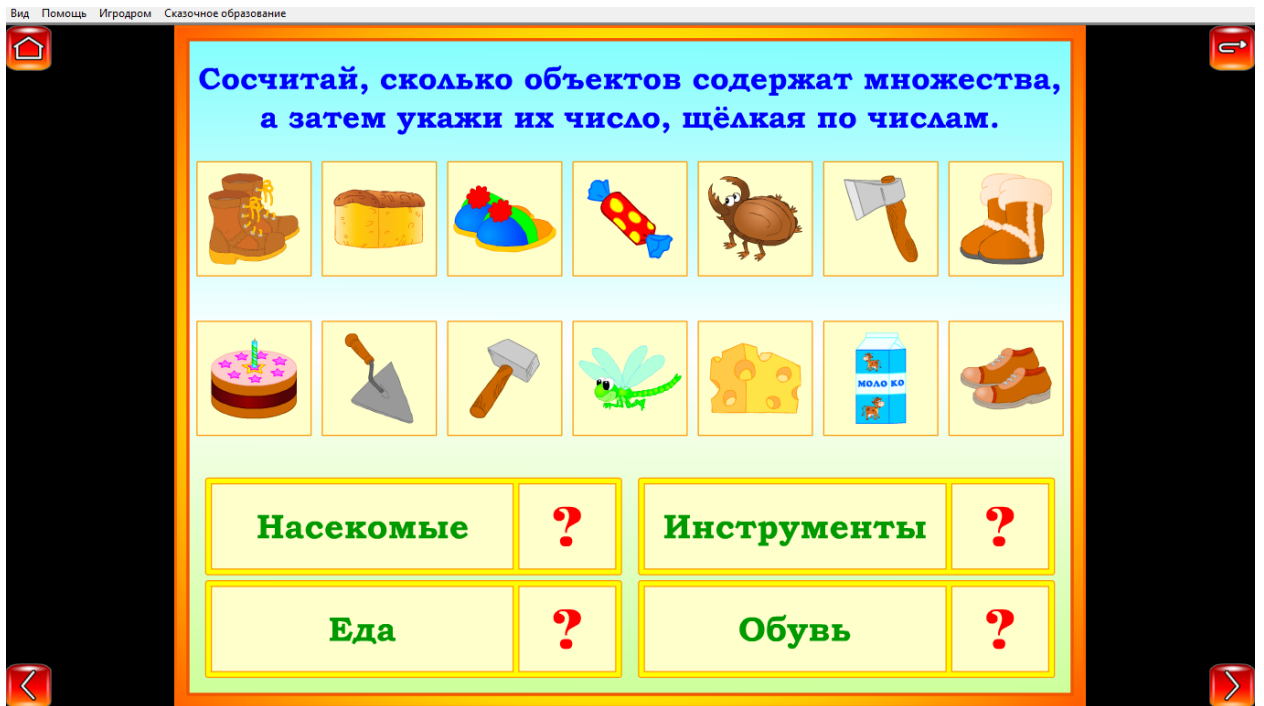 Вид Помощь Игродром Сказочное образование
Сосчитай, сколько объектов содержат множества,
а затем укажи их число, щёлкая по числам.
МОЛО КО
Насекомые ? Инструменты ?
Еда ? Обувь ?